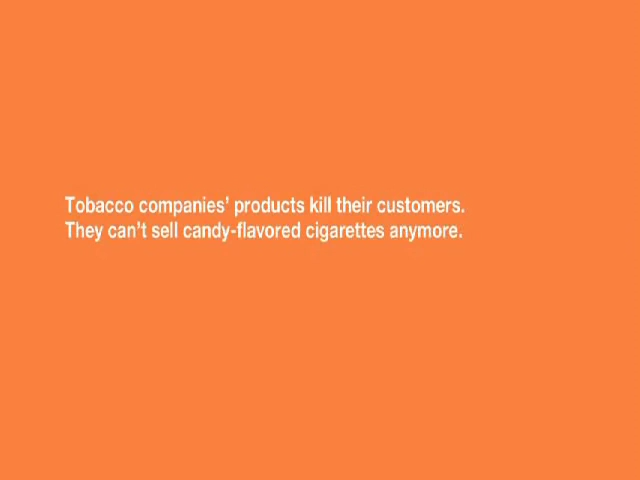 Tobacco companies’ products kill their customers.
They can’t sell candy-flavored cigarettes anymore.